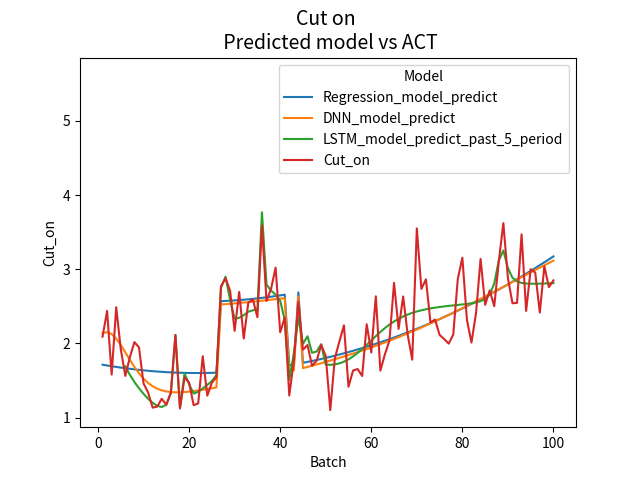 Cut on
Predicted model vs ACT
Model
Regression_model_predict
DNN_model_predict
LSTM_model_predict_past_5_period
Cut_on
Cut_on
5
4
3
2
1
0 20 40 60 80 100
Batch